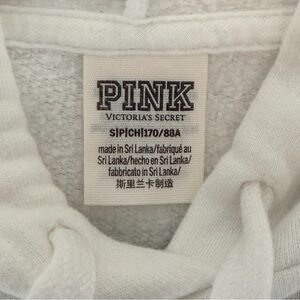 PINK
VICTORIA'S SECRET
S|P|CH|170/88A
made in Sri Lanka/fabriqué au
Sri Lanka/hecho en Sri Lanka/
fabbricato in Sri Lanka/
斯里兰卡制造